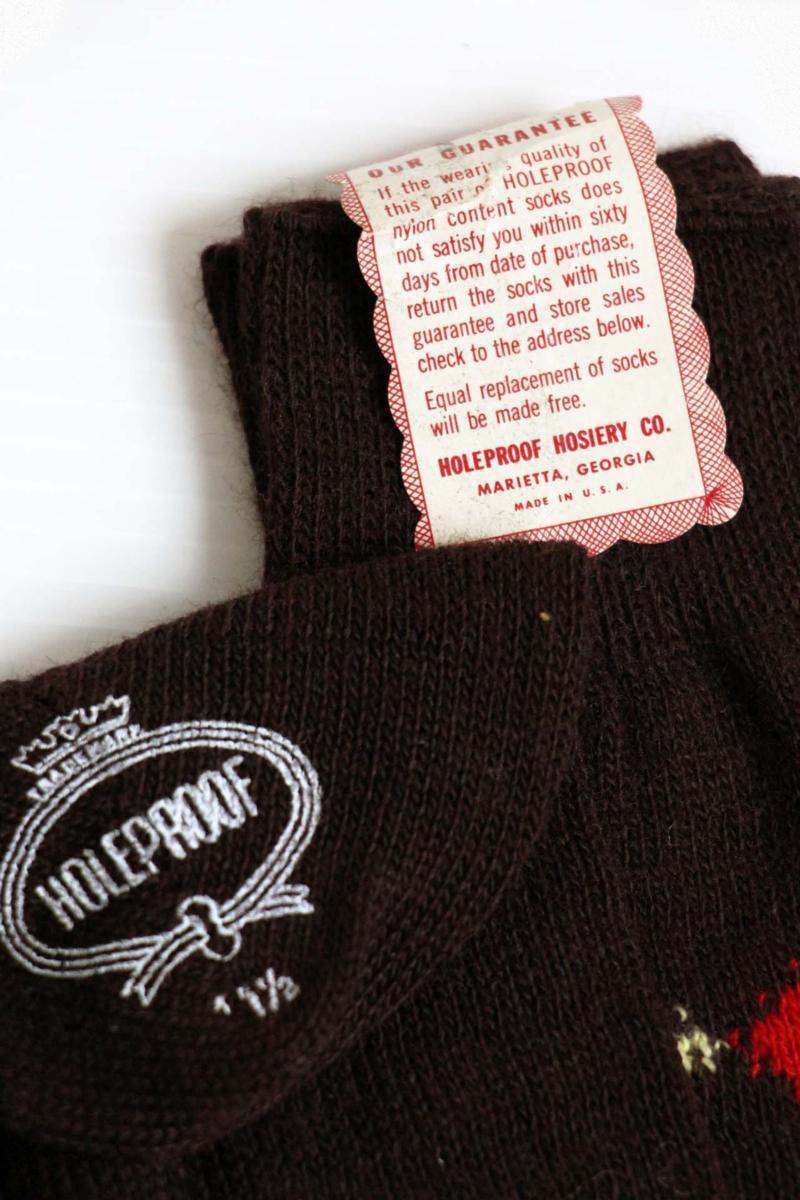 OUR GUARANTEE
If the wearing quality of
this pair of HOLEPROOF
nylon content socks does
not satisfy you within sixty
days from date of purchase,
return the socks with this
guarantee and store sales
check to the address below.
Equal replacement of socks
will be made free.
HOLEPROOF HOSIERY CO.
MARIETTA, GEORGIA
MADE IN U.S.A.
TRADEMARK
HOLEPROOF
11½